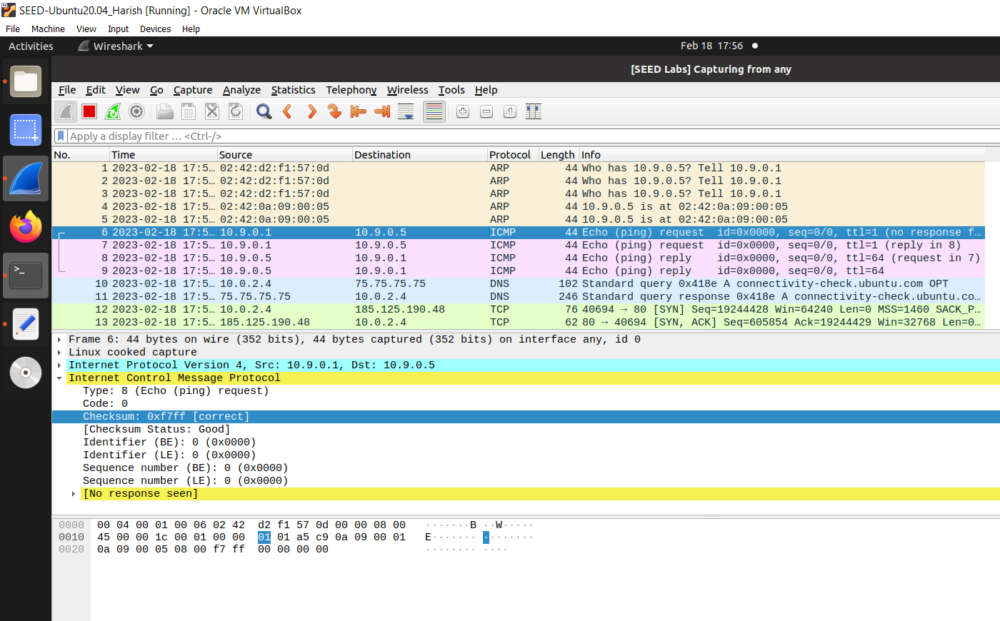 SEED-Ubuntu20.04_Harish [Running] - Oracle VM VirtualBox
File Machine View Input Devices Help
Activities Wireshark Feb 18 17:56
[SEED Labs] Capturing from any
File Edit View Go Capture Analyze Statistics Telephony Wireless Tools Help
Apply a display filter … <Ctrl-/>
No. Time Source Destination Protocol Length Info
1 2023-02-18 17:5… 02:42:d2:f1:57:0d ARP 44 Who has 10.9.0.5? Tell 10.9.0.1
2 2023-02-18 17:5… 02:42:d2:f1:57:0d ARP 44 Who has 10.9.0.5? Tell 10.9.0.1
3 2023-02-18 17:5… 02:42:d2:f1:57:0d ARP 44 Who has 10.9.0.5? Tell 10.9.0.1
4 2023-02-18 17:5… 02:42:0a:09:00:05 ARP 44 10.9.0.5 is at 02:42:0a:09:00:05
5 2023-02-18 17:5… 02:42:0a:09:00:05 ARP 44 10.9.0.5 is at 02:42:0a:09:00:05
6 2023-02-18 17:5… 10.9.0.1 10.9.0.5 ICMP 44 Echo (ping) request id=0x0000, seq=0/0, ttl=1 (no response f…
7 2023-02-18 17:5… 10.9.0.1 10.9.0.5 ICMP 44 Echo (ping) request id=0x0000, seq=0/0, ttl=1 (reply in 8)
8 2023-02-18 17:5… 10.9.0.5 10.9.0.1 ICMP 44 Echo (ping) reply id=0x0000, seq=0/0, ttl=64 (request in 7)
9 2023-02-18 17:5… 10.9.0.5 10.9.0.1 ICMP 44 Echo (ping) reply id=0x0000, seq=0/0, ttl=64
10 2023-02-18 17:5… 10.0.2.4 75.75.75.75 DNS 102 Standard query 0x418e A connectivity-check.ubuntu.com OPT
11 2023-02-18 17:5… 75.75.75.75 10.0.2.4 DNS 246 Standard query response 0x418e A connectivity-check.ubuntu.co…
12 2023-02-18 17:5… 10.0.2.4 185.125.190.48 TCP 76 40694 → 80 [SYN] Seq=19244428 Win=64240 Len=0 MSS=1460 SACK_P…
13 2023-02-18 17:5… 185.125.190.48 10.0.2.4 TCP 62 80 → 40694 [SYN, ACK] Seq=605854 Ack=19244429 Win=32768 Len=0…
Frame 6: 44 bytes on wire (352 bits), 44 bytes captured (352 bits) on interface any, id 0
Linux cooked capture
Internet Protocol Version 4, Src: 10.9.0.1, Dst: 10.9.0.5
Internet Control Message Protocol
Type: 8 (Echo (ping) request)
Code: 0
Checksum: 0xf7ff [correct]
[Checksum Status: Good]
Identifier (BE): 0 (0x0000)
Identifier (LE): 0 (0x0000)
Sequence number (BE): 0 (0x0000)
Sequence number (LE): 0 (0x0000)
[No response seen]
0000 00 04 00 01 00 06 02 42 d2 f1 57 0d 00 00 08 00 ·······B ··W·····
0010 45 00 00 1c 00 01 00 00 01 01 a5 c9 0a 09 00 01 E······· ········
0020 0a 09 00 05 08 00 f7 ff 00 00 00 00 ········ ····